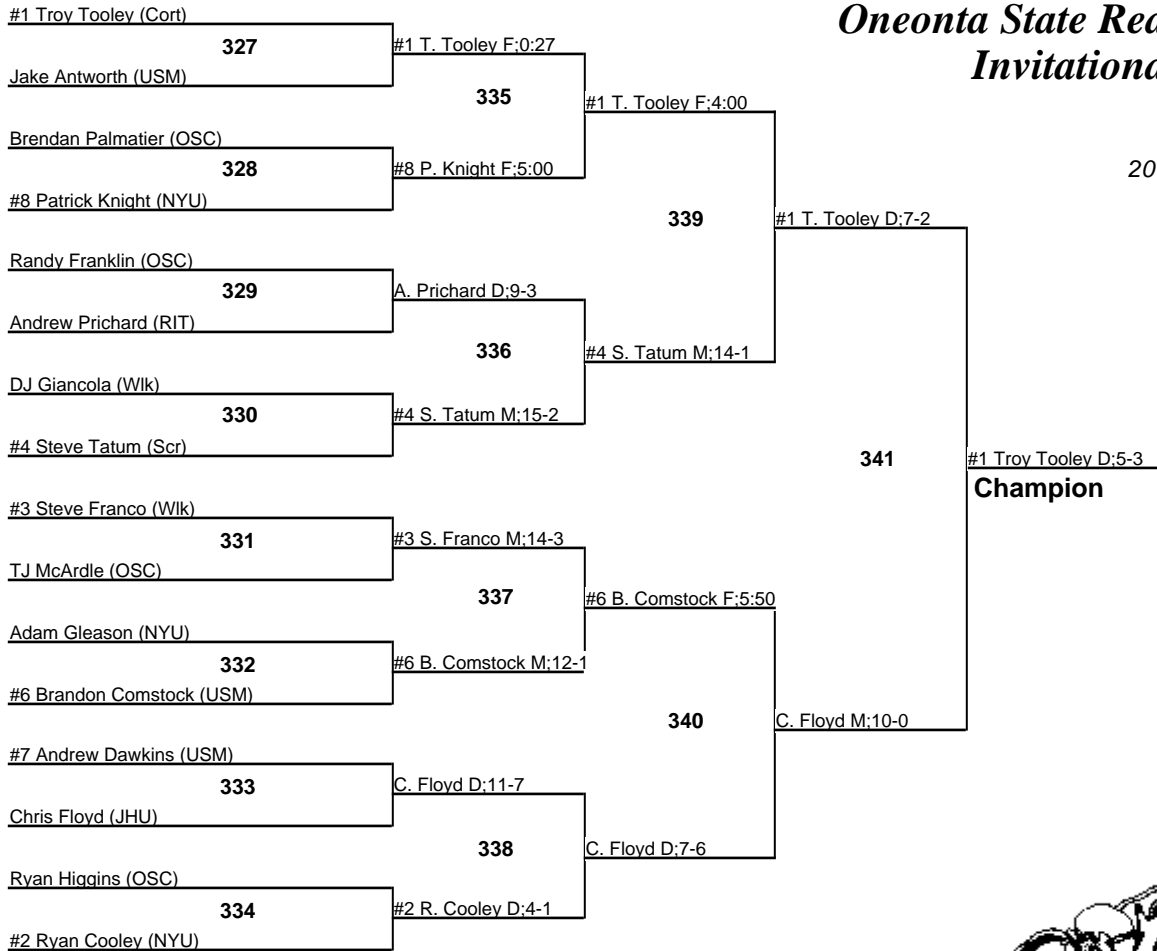 #1 Troy Tooley (Cort)
327
Jake Antworth (USM)
#1 T. Tooley F;0:27
335
Brendan Palmatier (OSC)
328
#8 Patrick Knight (NYU)
#8 P. Knight F;5:00
#1 T. Tooley F;4:00
339
Randy Franklin (OSC)
329
Andrew Prichard (RIT)
A. Prichard D;9-3
336
DJ Giancola (Wlk)
330
#4 Steve Tatum (Scr)
#4 S. Tatum M;15-2
#4 S. Tatum M;14-1
#1 T. Tooley D;7-2
341
#3 Steve Franco (Wlk)
331
TJ McArdle (OSC)
#3 S. Franco M;14-3
337
Adam Gleason (NYU)
332
#6 Brandon Comstock (USM)
#6 B. Comstock M;12-1
#6 B. Comstock F;5:50
340
#7 Andrew Dawkins (USM)
333
Chris Floyd (JHU)
C. Floyd D;11-7
338
Ryan Higgins (OSC)
334
#2 Ryan Cooley (NYU)
#2 R. Cooley D;4-1
C. Floyd D;7-6
C. Floyd M;10-0
#1 Troy Tooley D;5-3
Champion
Oneonta State
Invitationa
20